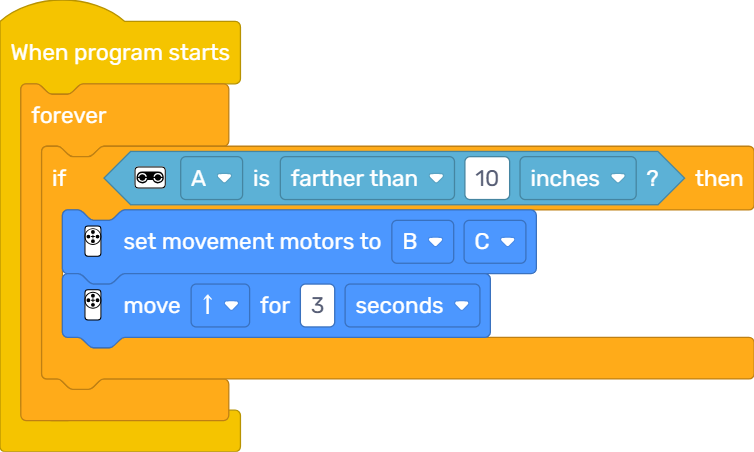 When program starts
forever
if A is farther than 10 inches ? then
set movement motors to B C
move ↑ for 3 seconds